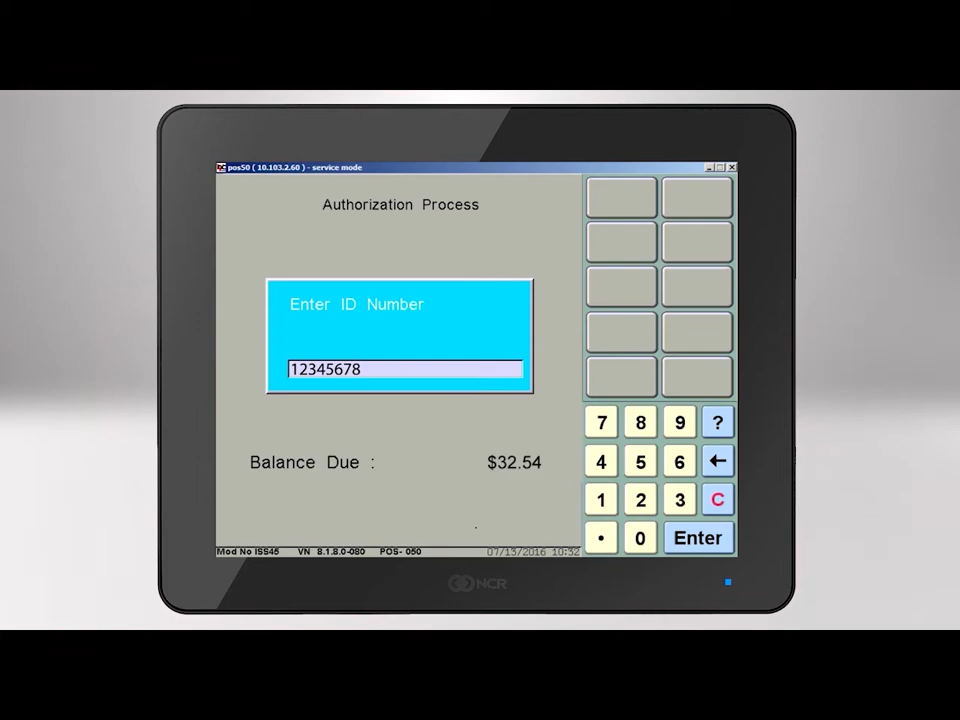 pos50 ( 10.103.2.60 ) - service mode
Authorization Process
Enter ID Number
12345678
Balance Due : $32.54
7 8 9 ?
4 5 6 ←
1 2 3 C
. 0 Enter
Mod No ISS45 VN 8.1.8.0-080 POS- 050 07/13/2016 10:32
NCR